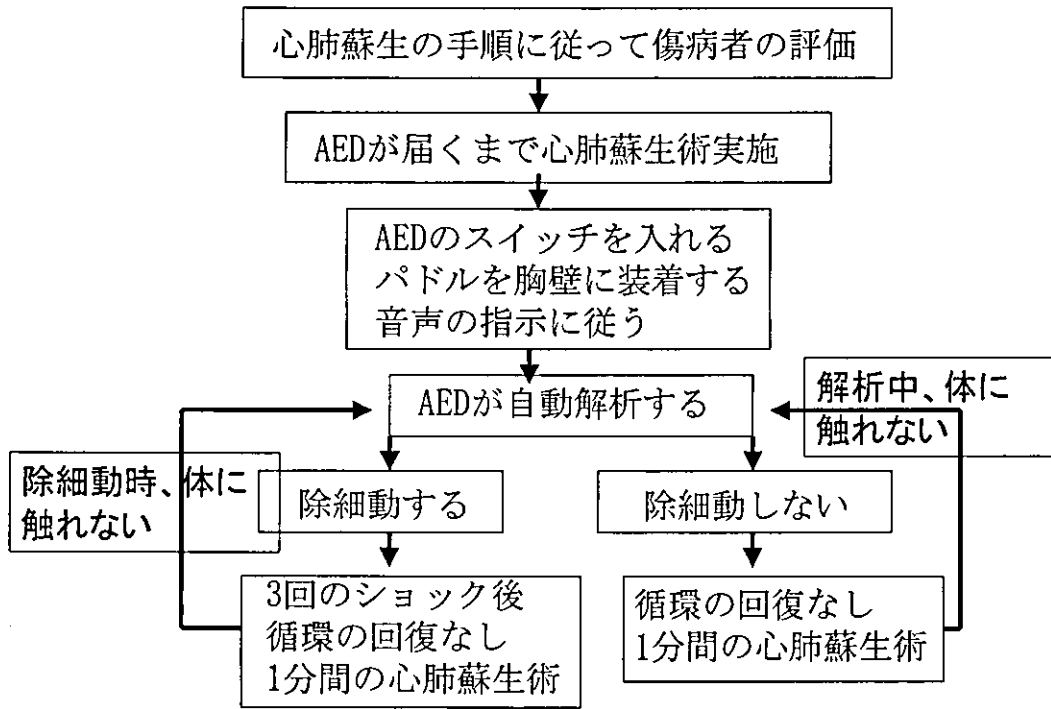 心肺蘇生の手順に従って傷病者の評価
AEDが届くまで心肺蘇生術実施
AEDのスイッチを入れる
パドルを胸壁に装着する
音声の指示に従う
AEDが自動解析する
解析中、体に
触れない
除細動時、体に
触れない
除細動する
除細動しない
3回のショック後
循環の回復なし
1分間の心肺蘇生術
循環の回復なし
1分間の心肺蘇生術